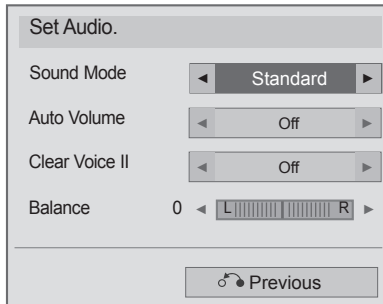 Set Audio.
Sound Mode ◄ Standard ►
Auto Volume ◄ Off ►
Clear Voice II ◄ Off ►
Balance 0 ◄ L R ►
Previous